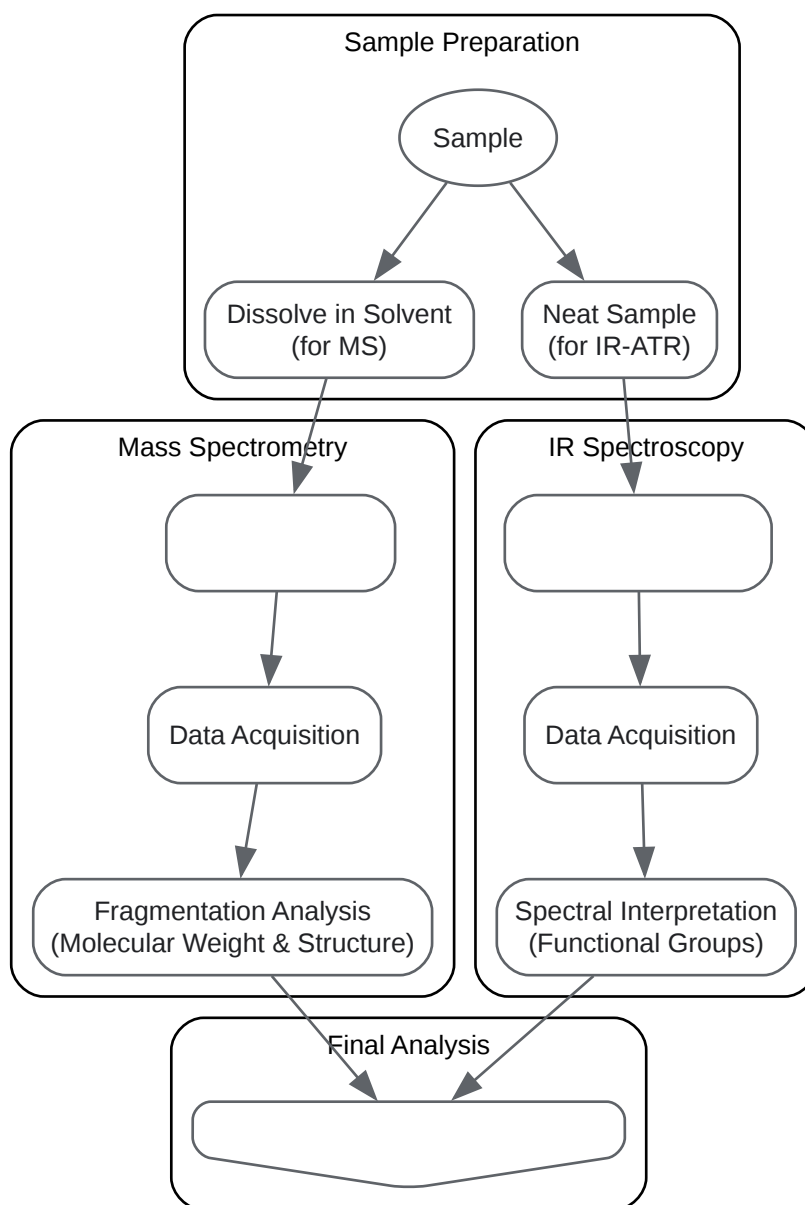 Sample Preparation
Sample
Dissolve in Solvent
(for MS)
Neat Sample
(for IR-ATR)
Mass Spectrometry
IR Spectroscopy
Data Acquisition
Data Acquisition
Fragmentation Analysis
(Molecular Weight & Structure)
Spectral Interpretation
(Functional Groups)
Final Analysis